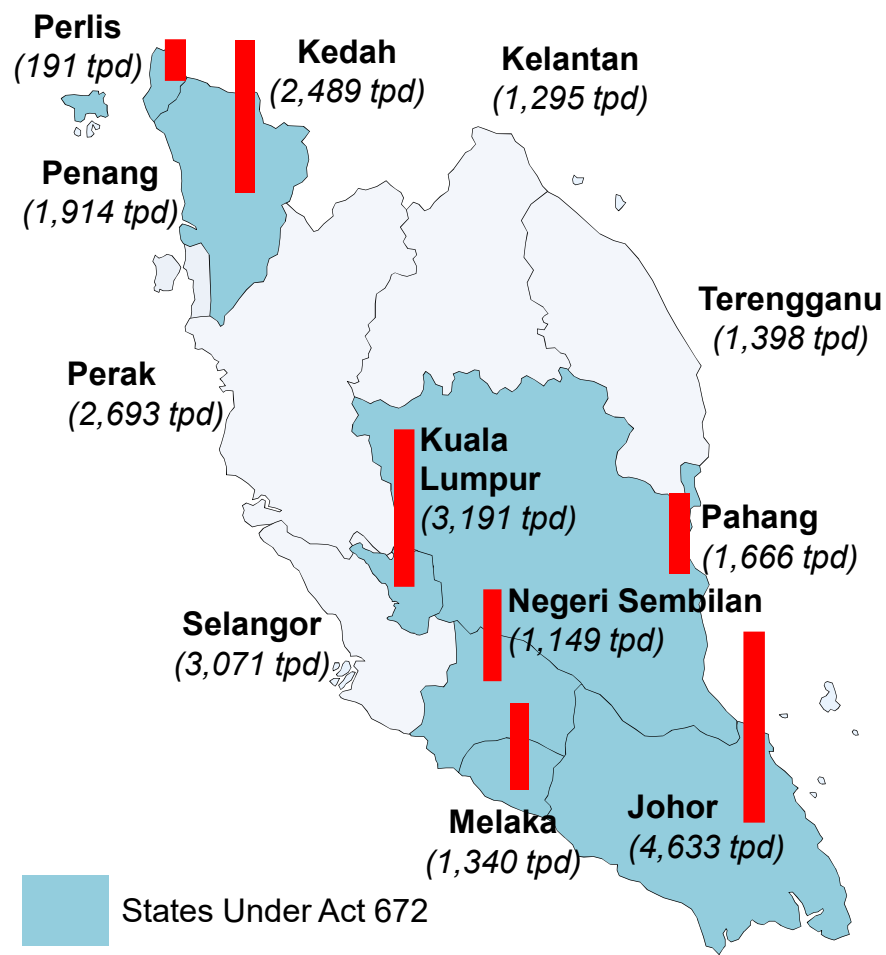 Perlis
(191 tpd)
Kedah
(2,489 tpd)
Kelantan
(1,295 tpd)
Penang
(1,914 tpd)
Terengganu
(1,398 tpd)
Perak
(2,693 tpd)
Kuala
Lumpur
(3,191 tpd)
Pahang
(1,666 tpd)
Negeri Sembilan
(1,149 tpd)
Selangor
(3,071 tpd)
Melaka
(1,340 tpd)
Johor
(4,633 tpd)
States Under Act 672